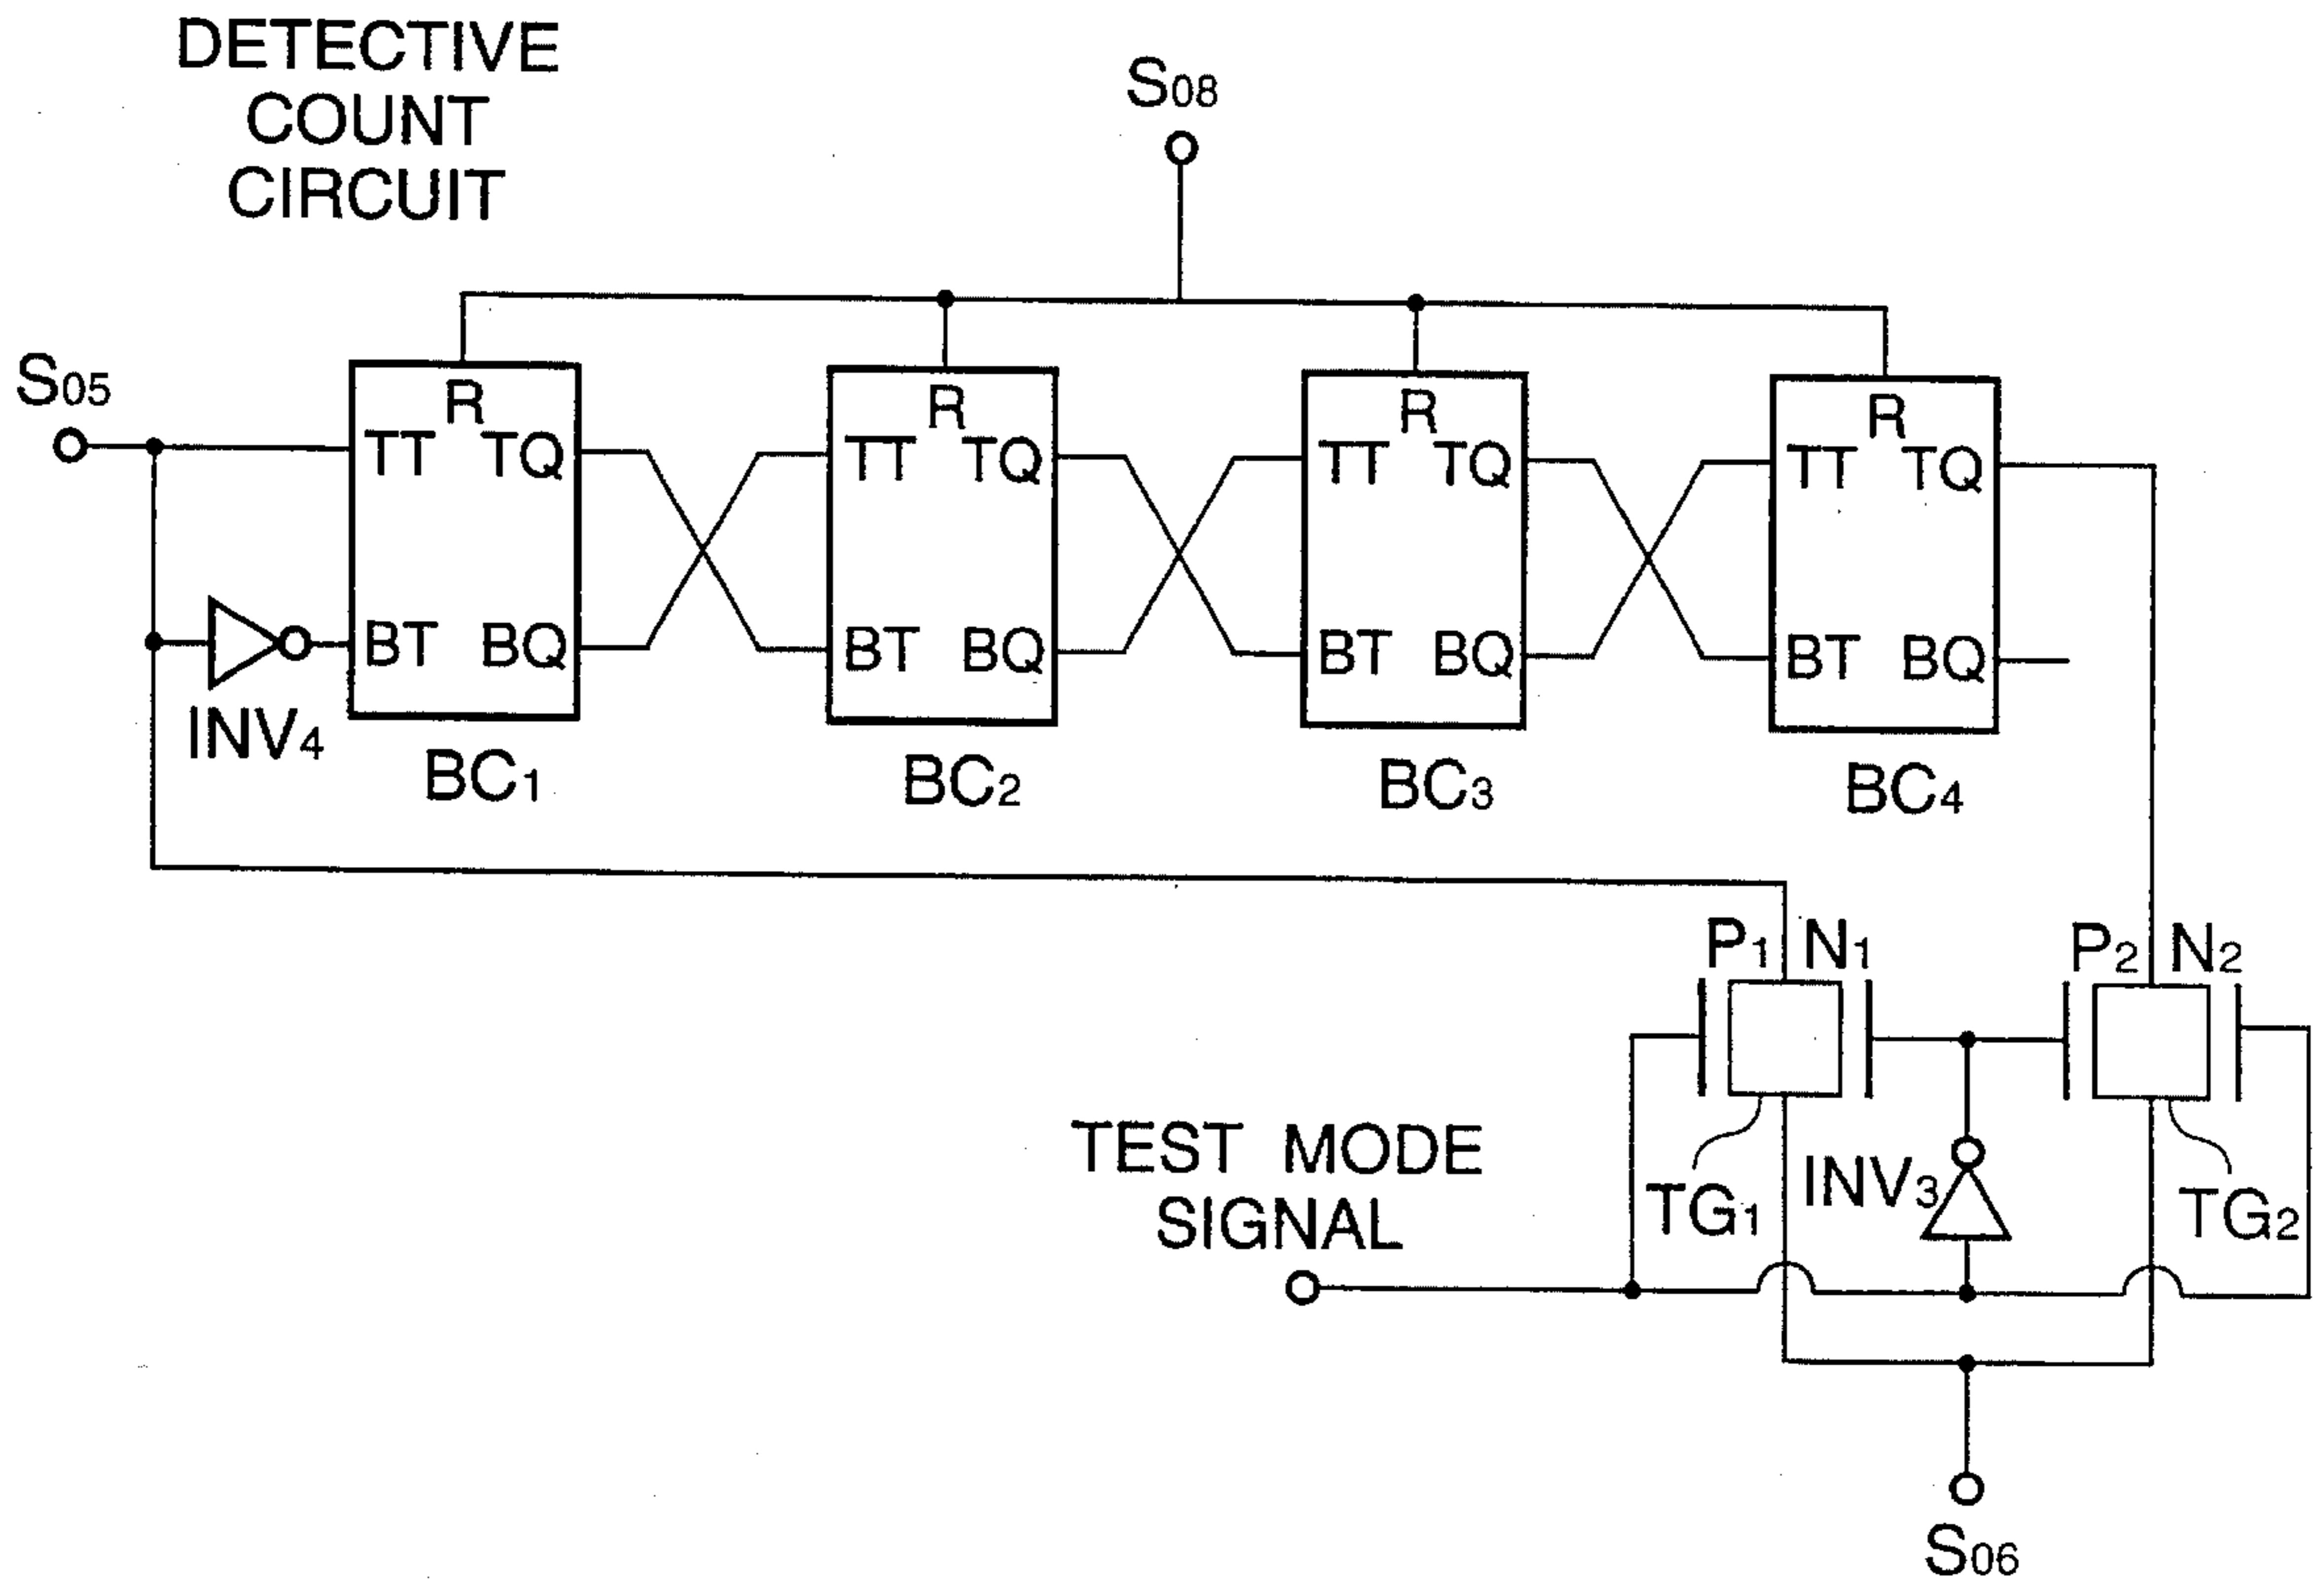 DETECTIVE
COUNT
CIRCUIT
S08
S05
R
TT TQ
BT BQ
R
TT TQ
BT BQ
R
TT TQ
BT BQ
R
TT TQ
BT BQ
INV4
BC1
BC2
BC3
BC4
P1 N1
P2 N2
TEST MODE
SIGNAL
TG1
INV3
TG2
S06